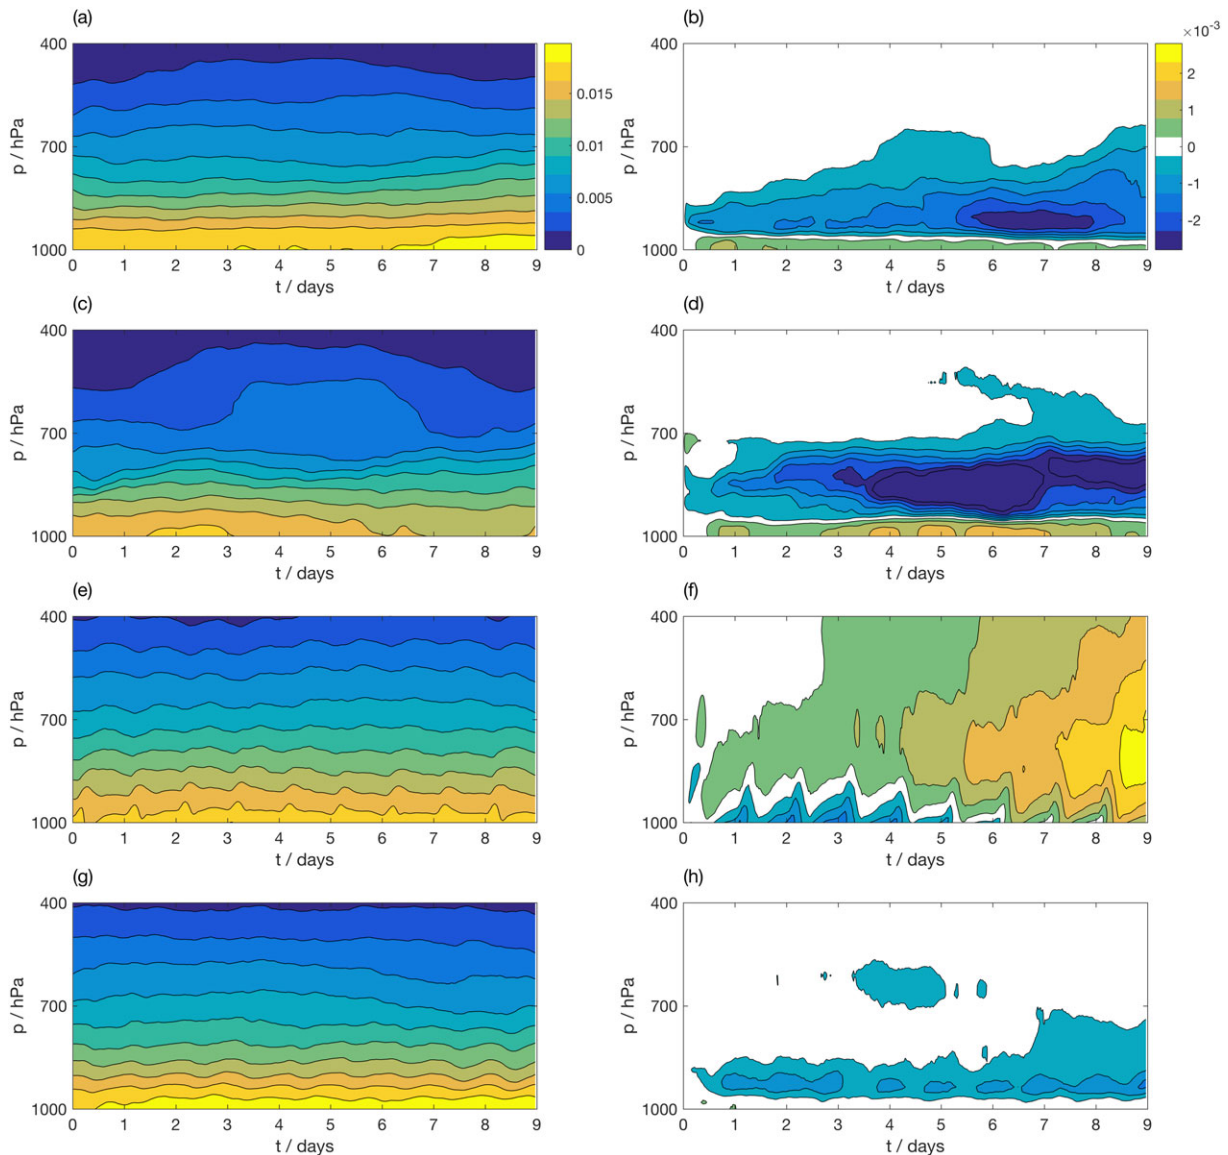 (a)
400
700
1000
p / hPa
0 1 2 3 4 5 6 7 8 9
t / days
0.015
0.01
0.005
0
(b)
400
700
1000
p / hPa
0 1 2 3 4 5 6 7 8 9
t / days
×10⁻³
2
1
0
-1
-2
(c)
400
700
1000
p / hPa
0 1 2 3 4 5 6 7 8 9
t / days
(d)
400
700
1000
p / hPa
0 1 2 3 4 5 6 7 8 9
t / days
(e)
400
700
1000
p / hPa
0 1 2 3 4 5 6 7 8 9
t / days
(f)
400
700
1000
p / hPa
0 1 2 3 4 5 6 7 8 9
t / days
(g)
400
700
1000
p / hPa
0 1 2 3 4 5 6 7 8 9
t / days
(h)
400
700
1000
p / hPa
0 1 2 3 4 5 6 7 8 9
t / days